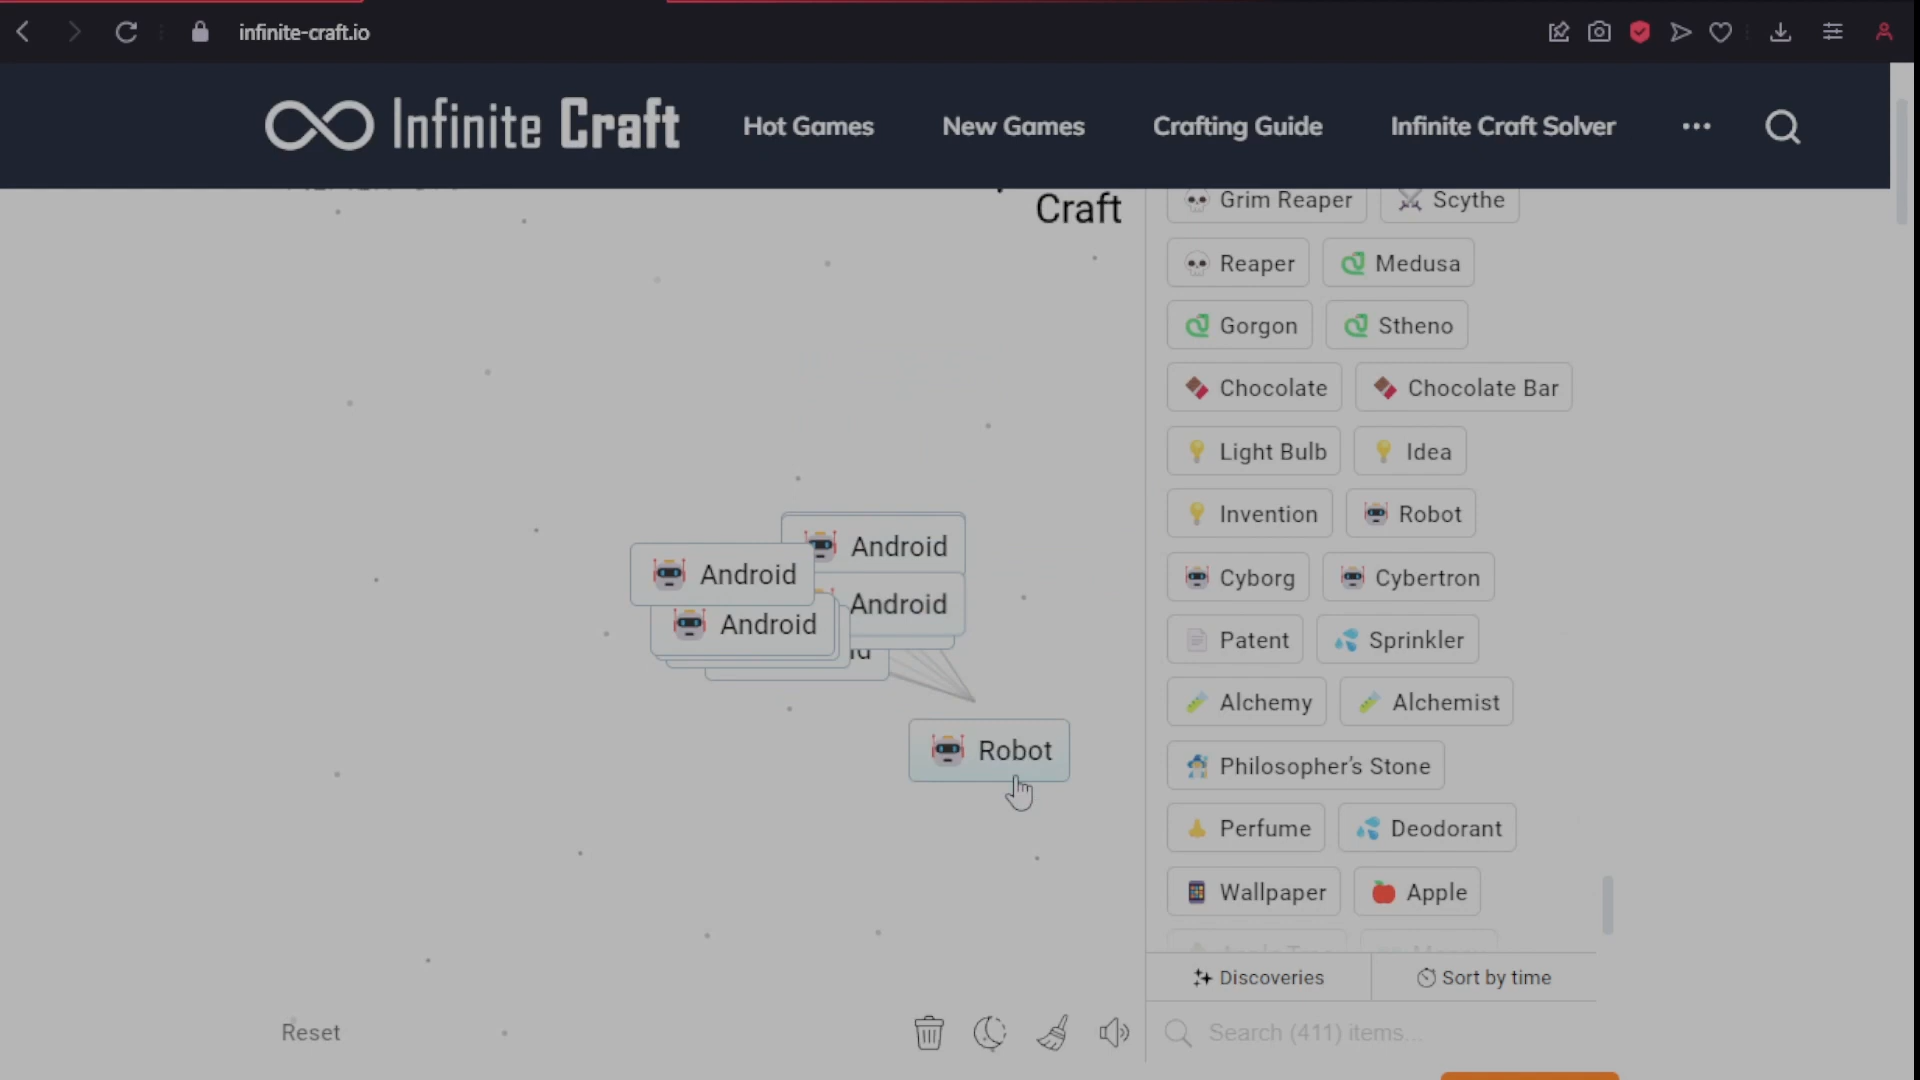 infinite-craft.io
Infinite Craft
Hot Games
New Games
Crafting Guide
Infinite Craft Solver
Craft
Grim Reaper
Scythe
Reaper
Medusa
Gorgon
Stheno
Chocolate
Chocolate Bar
Light Bulb
Idea
Invention
Robot
Cyborg
Cybertron
Patent
Sprinkler
Alchemy
Alchemist
Philosopher’s Stone
Perfume
Deodorant
Wallpaper
Apple
Android
Android
Android
Android
Robot
Discoveries
Sort by time
Search (411) items...
Reset